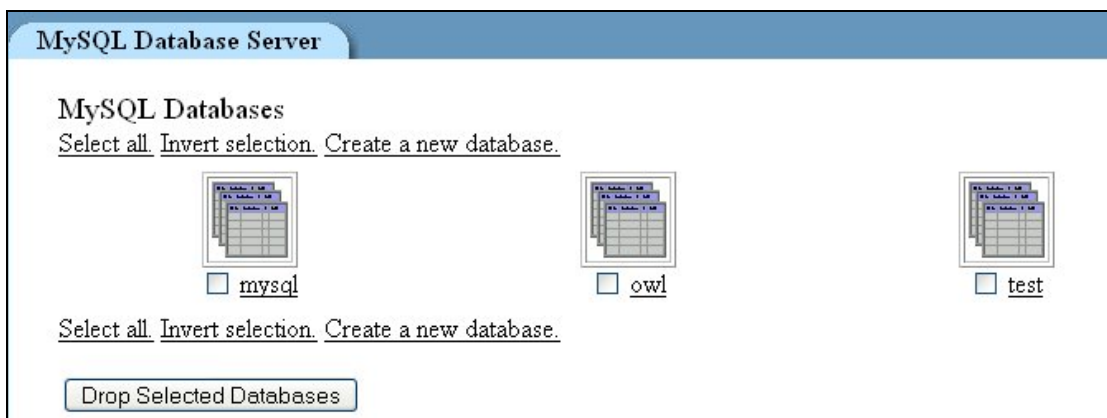 MySQL Database Server
MySQL Databases
Select all. Invert selection. Create a new database.
mysql owl test
Select all. Invert selection. Create a new database.
Drop Selected Databases